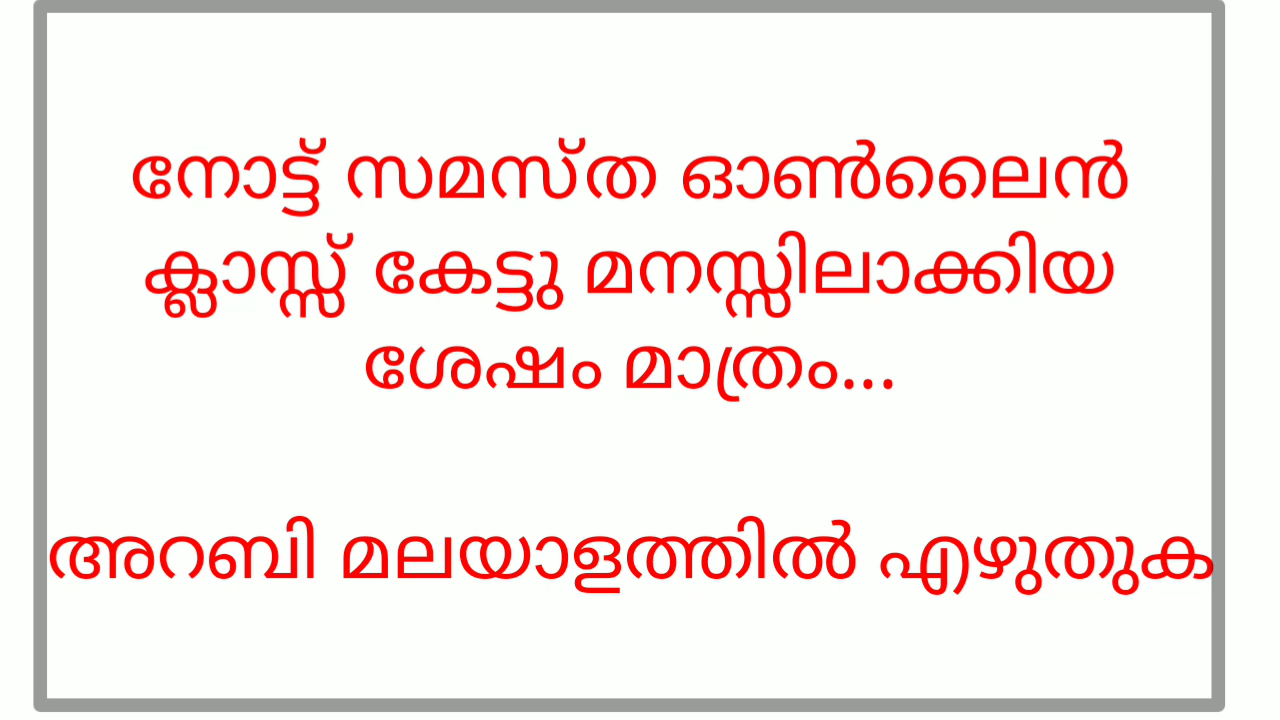 നോട്ട് സമസ്ത ഓൺലൈൻ
ക്ലാസ്സ് കേട്ടു മനസ്സിലാക്കിയ
ശേഷം മാത്രം...
അറബി മലയാളത്തിൽ എഴുതുക